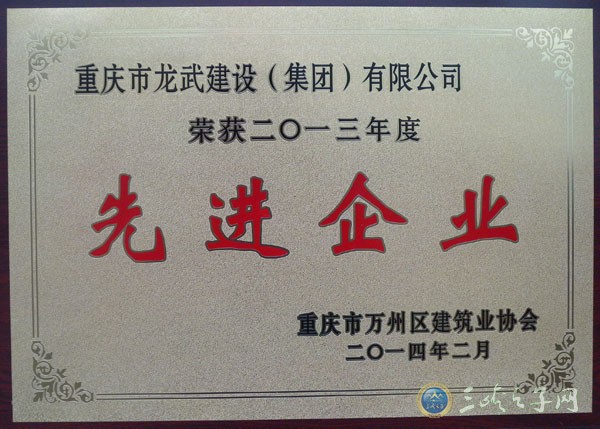 重庆市龙武建设（集团）有限公司
荣获二〇一三年度
先进企业
重庆市万州区建筑业协会
二〇一四年二月